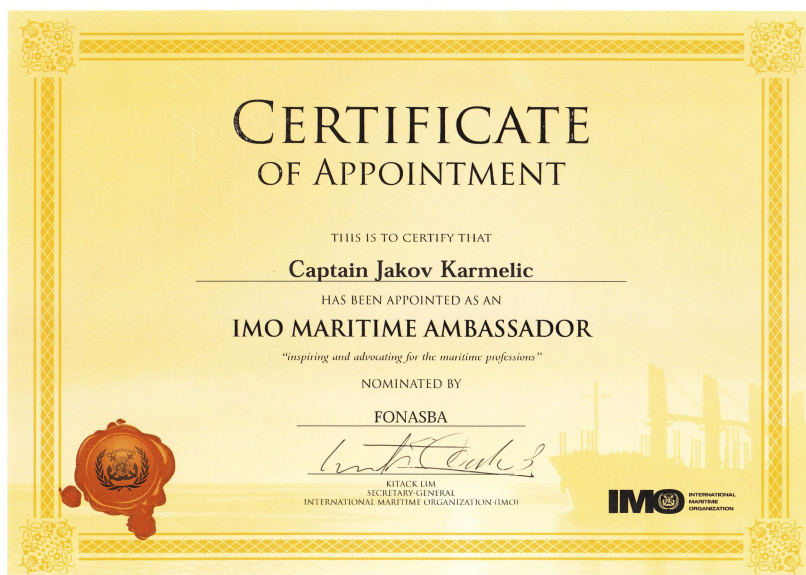 CERTIFICATE
OF APPOINTMENT
THIS IS TO CERTIFY THAT
Captain Jakov Karmelic
HAS BEEN APPOINTED AS AN
IMO MARITIME AMBASSADOR
"inspiring and advocating for the maritime professions"
NOMINATED BY
FONASBA
KITACK LIM
SECRETARY-GENERAL
INTERNATIONAL MARITIME ORGANIZATION (IMO)
IMO
INTERNATIONAL
MARITIME
ORGANIZATION